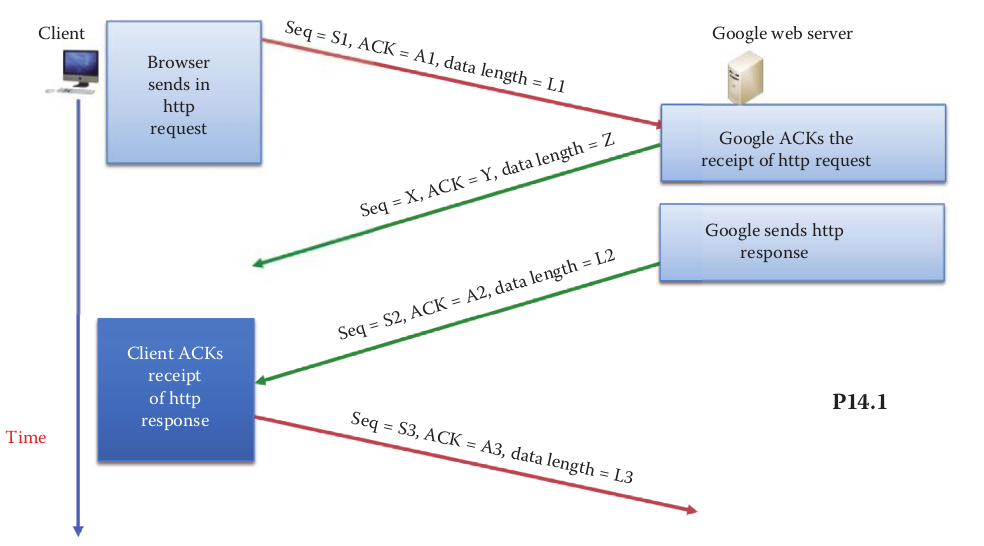 Client
Google web server
Browser
sends in
http
request
Seq = S1, ACK = A1, data length = L1
Google ACKs the
receipt of http request
Seq = X, ACK = Y, data length = Z
Google sends http
response
Seq = S2, ACK = A2, data length = L2
Client ACKs
receipt
of http
response
P14.1
Time
Seq = S3, ACK = A3, data length = L3